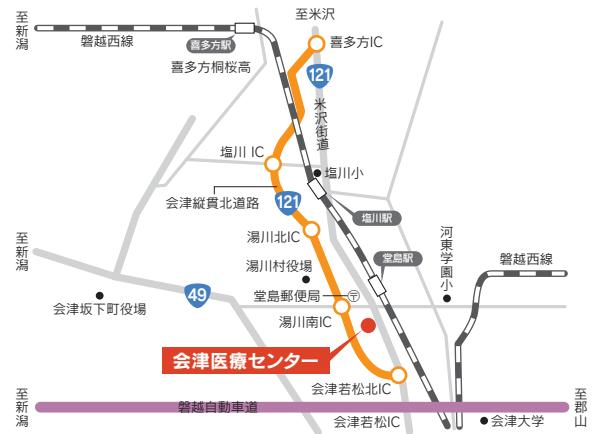 至米沢
至新潟
磐越西線
喜多方駅
喜多方IC
喜多方桐桜高
121
米沢街道
塩川 IC
塩川小
会津縦貫北道路
121
塩川駅
湯川北IC
至新潟
河東学園小
堂島駅
磐越西線
湯川村役場
49
堂島郵便局
〒
会津坂下町役場
湯川南IC
会津医療センター
会津若松北IC
至新潟
磐越自動車道
至郡山
会津若松IC
会津大学